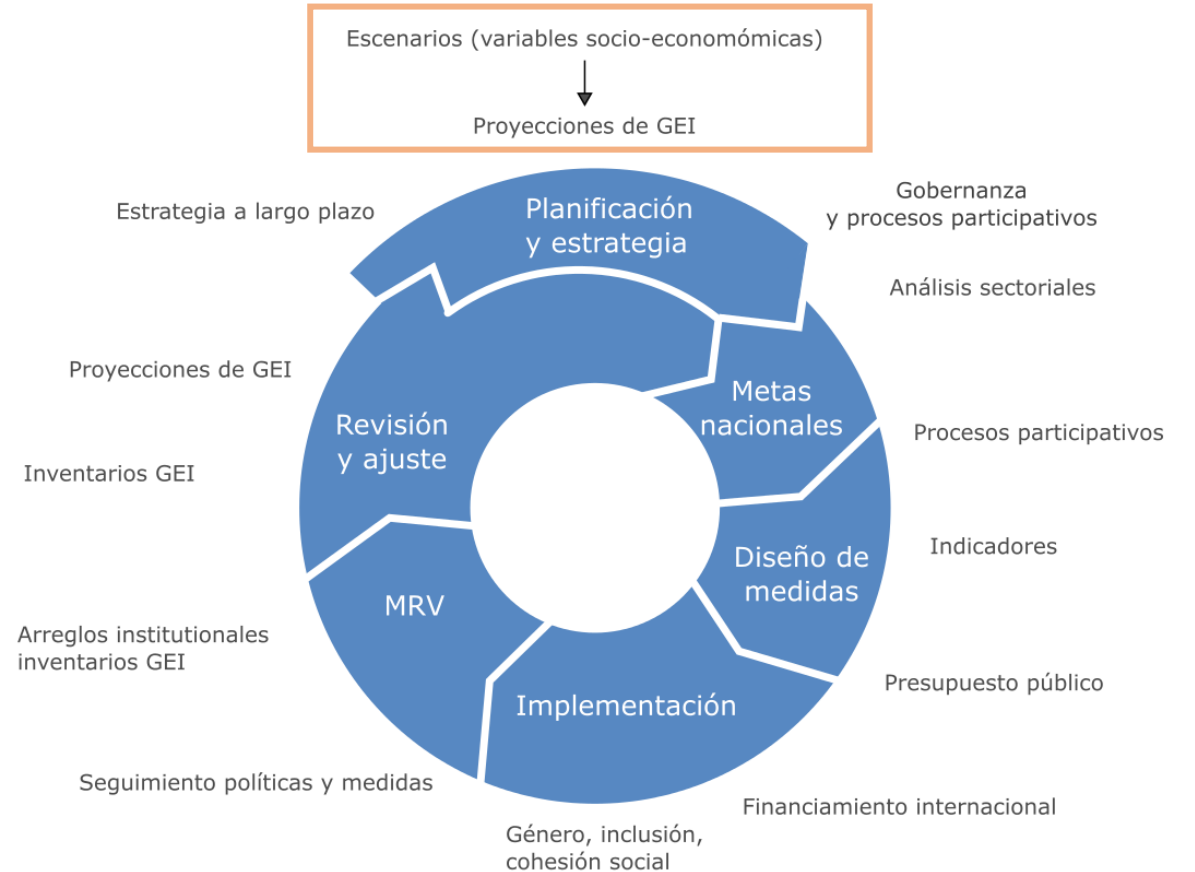 Escenarios (variables socio-economómicas)
Proyecciones de GEI
Estrategia a largo plazo
Planificación
y estrategia
Gobernanza
y procesos participativos
Análisis sectoriales
Proyecciones de GEI
Metas
nacionales
Revisión
y ajuste
Procesos participativos
Inventarios GEI
Indicadores
Diseño de
medidas
MRV
Arreglos institutionales
inventarios GEI
Presupuesto público
Implementación
Seguimiento políticas y medidas
Financiamiento internacional
Género, inclusión,
cohesión social